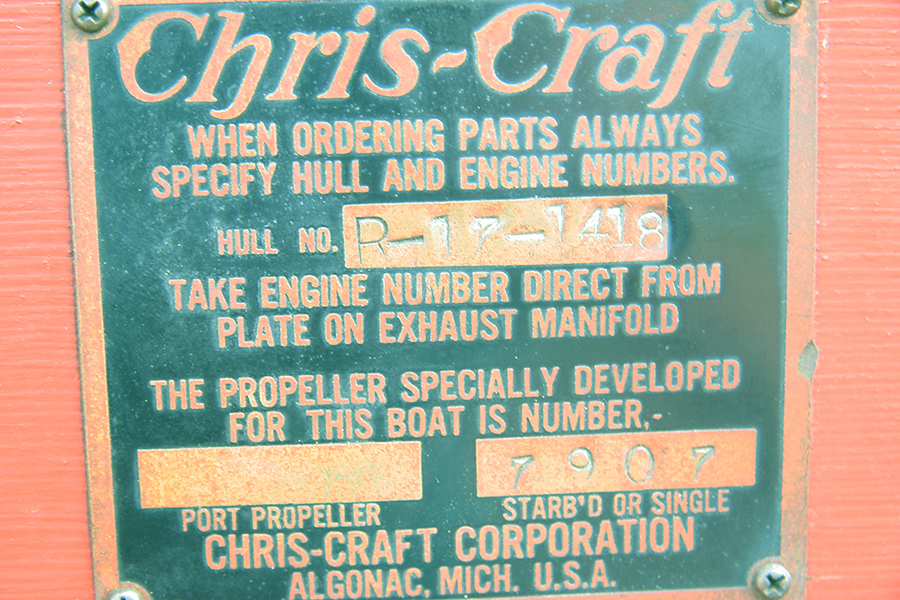 Chris-Craft
WHEN ORDERING PARTS ALWAYS
SPECIFY HULL AND ENGINE NUMBERS.
HULL NO. R-17-1418
TAKE ENGINE NUMBER DIRECT FROM
PLATE ON EXHAUST MANIFOLD
THE PROPELLER SPECIALLY DEVELOPED
FOR THIS BOAT IS NUMBER,-
7907
PORT PROPELLER STARB'D OR SINGLE
CHRIS-CRAFT CORPORATION
ALGONAC, MICH. U.S.A.